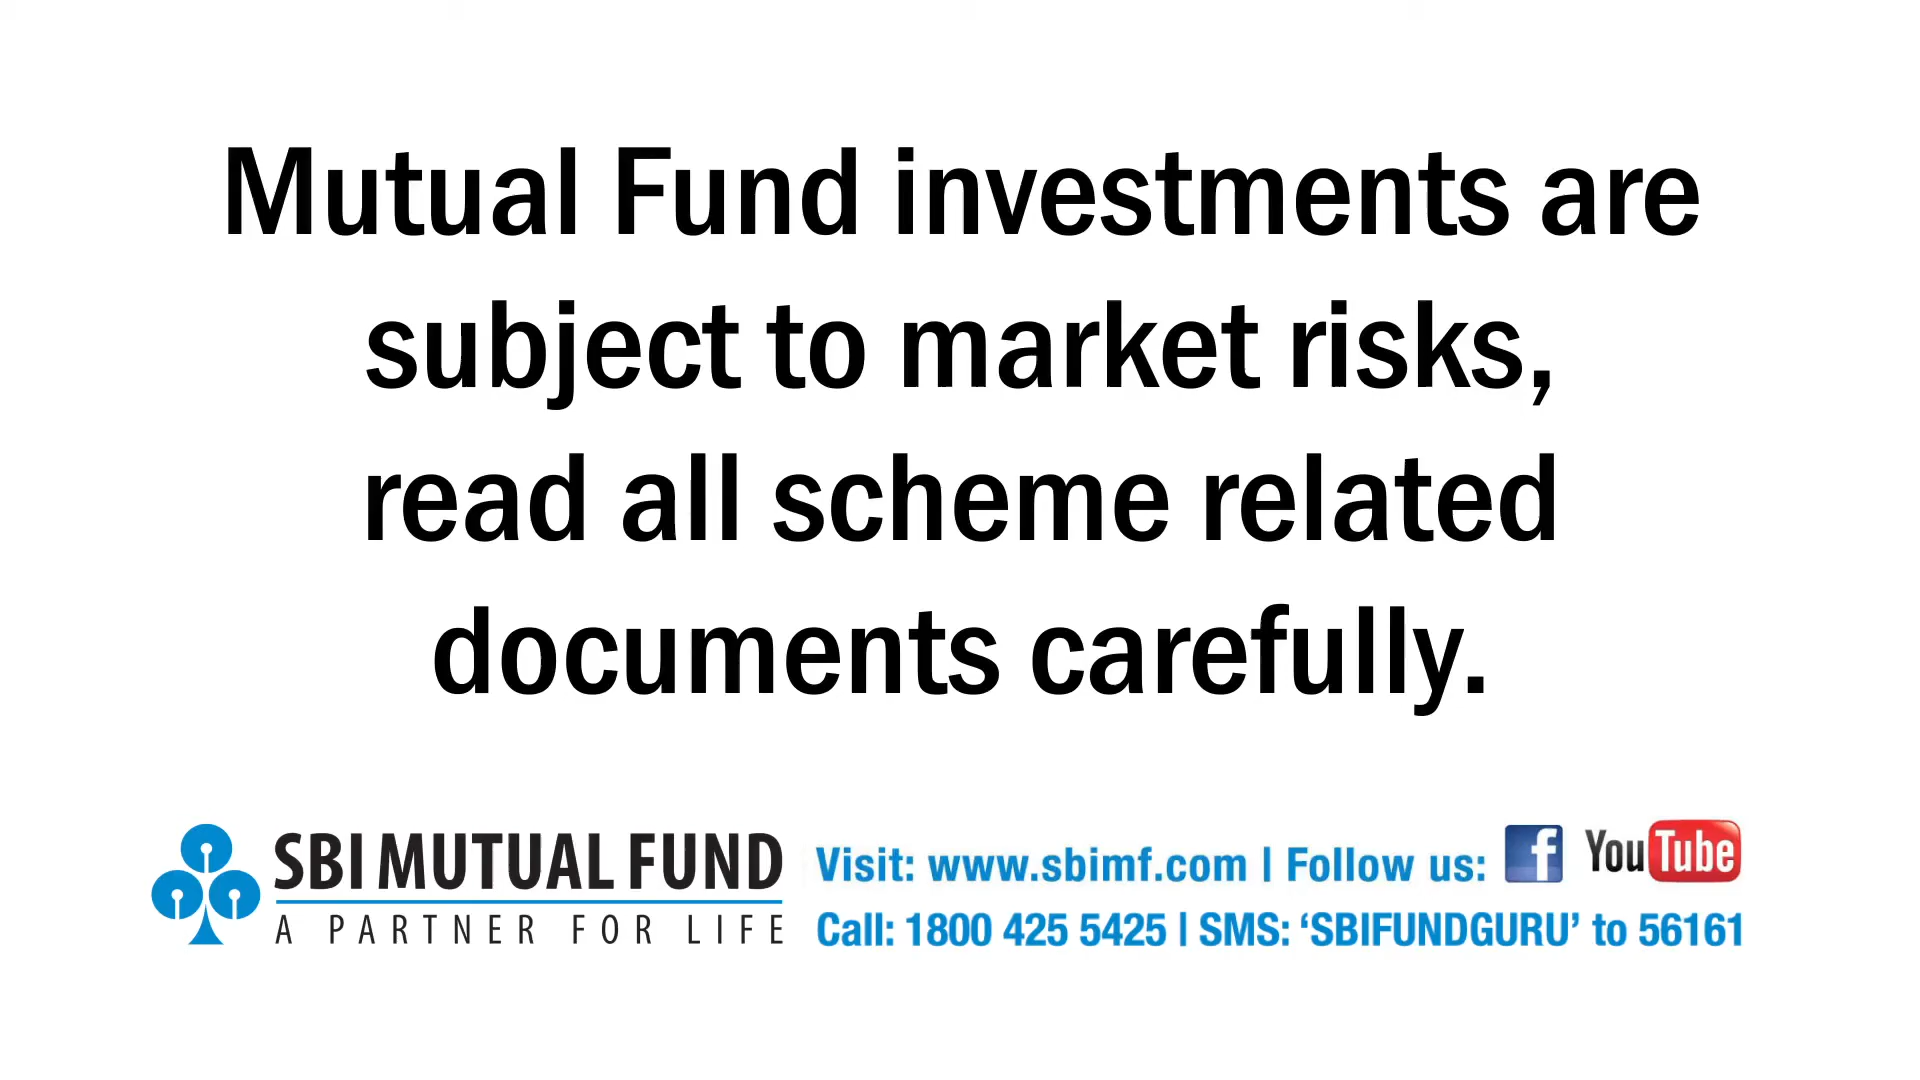 Mutual Fund investments are
subject to market risks,
read all scheme related
documents carefully.
SBI MUTUAL FUND
A PARTNER FOR LIFE
Visit: www.sbimf.com | Follow us: f YouTube
Call: 1800 425 5425 | SMS: ‘SBIFUNDGURU’ to 56161